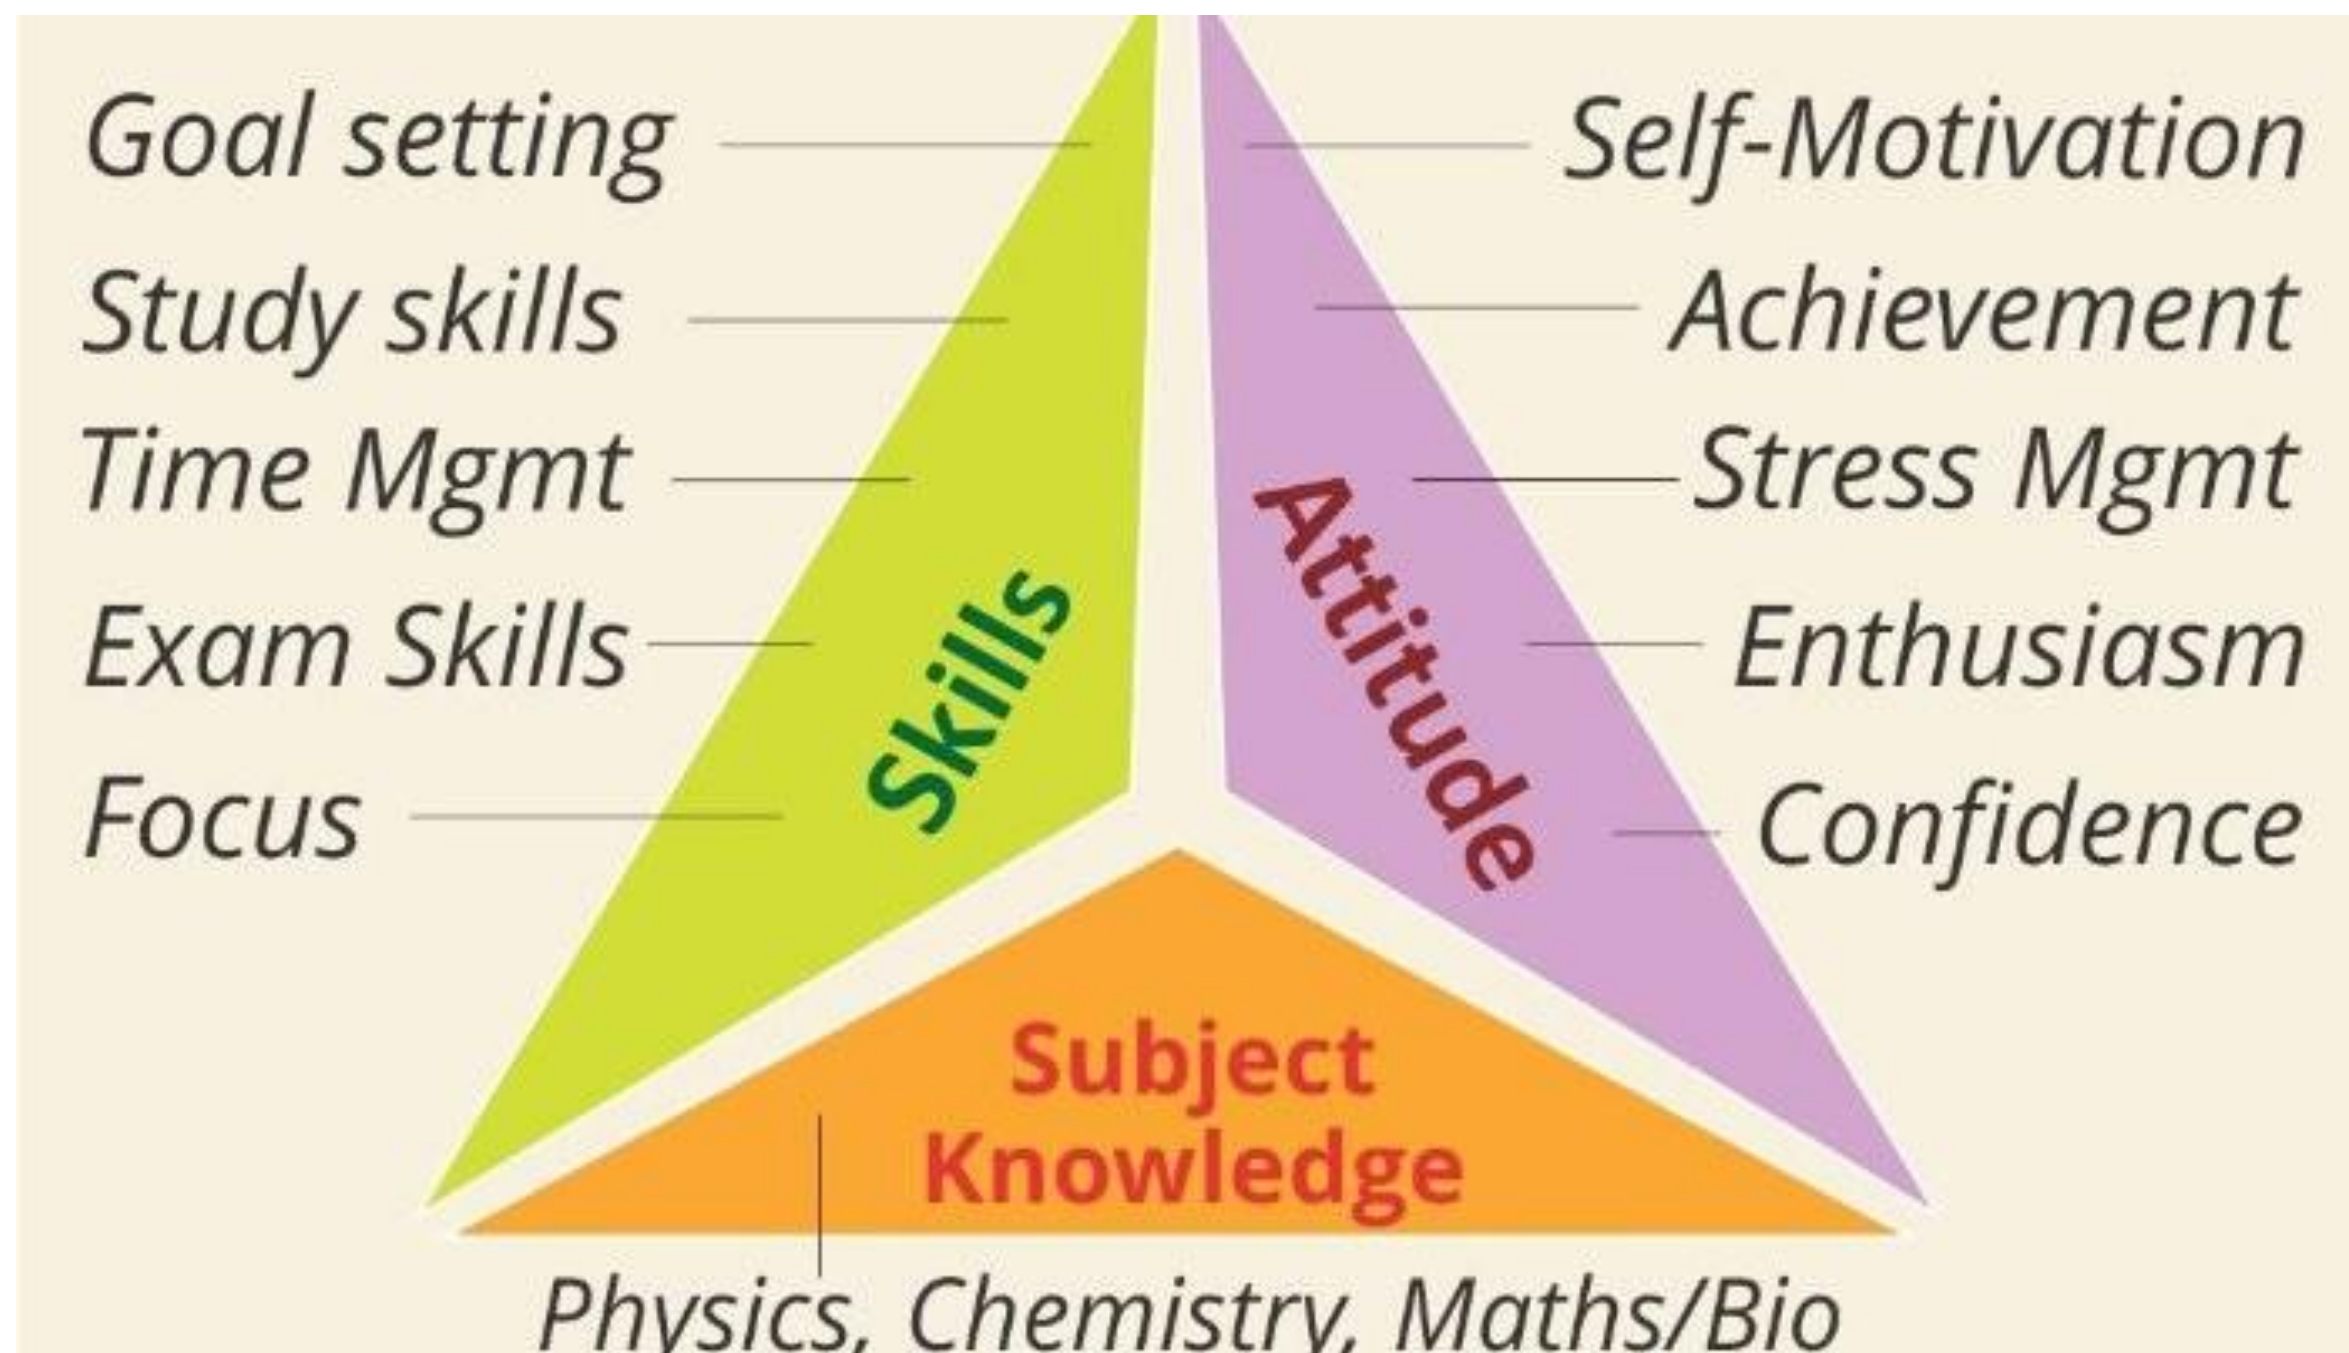 Goal setting
Study skills
Time Mgmt
Exam Skills
Focus
Skills
Self-Motivation
Achievement
Stress Mgmt
Enthusiasm
Confidence
Attitude
Subject
Knowledge
Physics, Chemistry, Maths/Bio